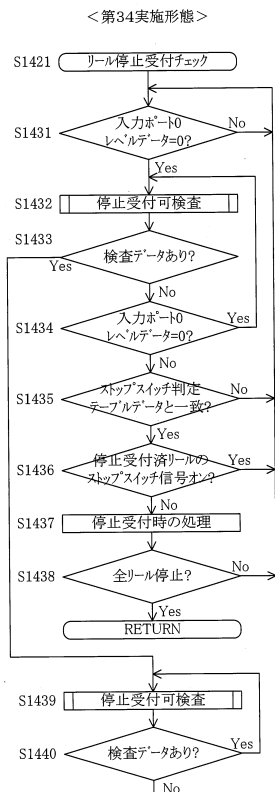 ＜第34実施形態＞
S1421 リール停止受付チェック
S1431 入力ポート0
レベルデータ=0?
No
Yes
S1432 停止受付可検査
S1433 検査データあり?
Yes
No
S1434 入力ポート0
レベルデータ=0?
Yes
No
S1435 ストップスイッチ判定
テーブルデータと一致?
No
Yes
S1436 停止受付済リールの
ストップスイッチ信号オン?
Yes
No
S1437 停止受付時の処理
S1438 全リール停止?
No
Yes
RETURN
S1439 停止受付可検査
S1440 検査データあり?
Yes
No